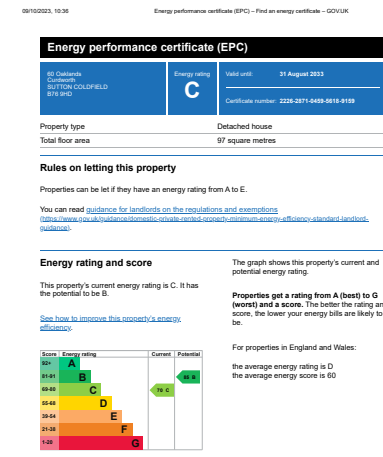 09/10/2023, 10:36 Energy performance certificate (EPC) – Find an energy certificate – GOV.UK
Energy performance certificate (EPC)
60 Oaklands
Curdworth
SUTTON COLDFIELD
B76 9HD
Energy rating
C
Valid until: 31 August 2033
Certificate number: 2226-2871-0459-5618-9159
Property type Detached house
Total floor area 97 square metres
Rules on letting this property
Properties can be let if they have an energy rating from A to E.
You can read guidance for landlords on the regulations and exemptions
(https://www.gov.uk/guidance/domestic-private-rented-property-minimum-energy-efficiency-standard-landlord-
guidance).
Energy rating and score
This property's current energy rating is C. It has
the potential to be B.
See how to improve this property's energy
efficiency.
Score Energy rating Current Potential
92+ A
81-91 B 85 B
69-80 C 78 C
55-68 D
39-54 E
21-38 F
1-20 G
The graph shows this property's current and
potential energy rating.
Properties get a rating from A (best) to G
(worst) and a score. The better the rating an
score, the lower your energy bills are likely to
be.
For properties in England and Wales:
the average energy rating is D
the average energy score is 60